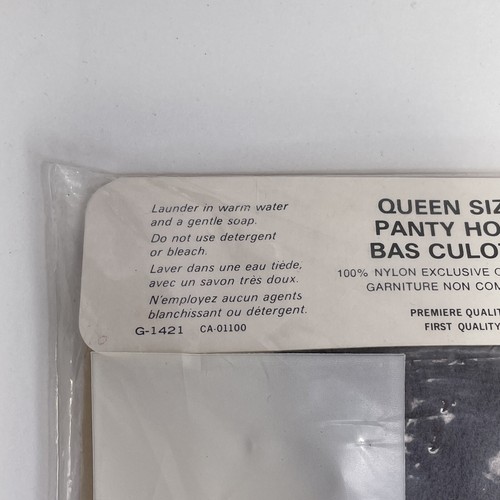 Launder in warm water
and a gentle soap.
Do not use detergent
or bleach.
Laver dans une eau tiède,
avec un savon très doux.
N'employez aucun agents
blanchissant ou détergent.
G-1421 CA-01100
QUEEN SIZ
PANTY HO
BAS CULO
100% NYLON EXCLUSIVE O
GARNITURE NON COM
PREMIERE QUALIT
FIRST QUALITY